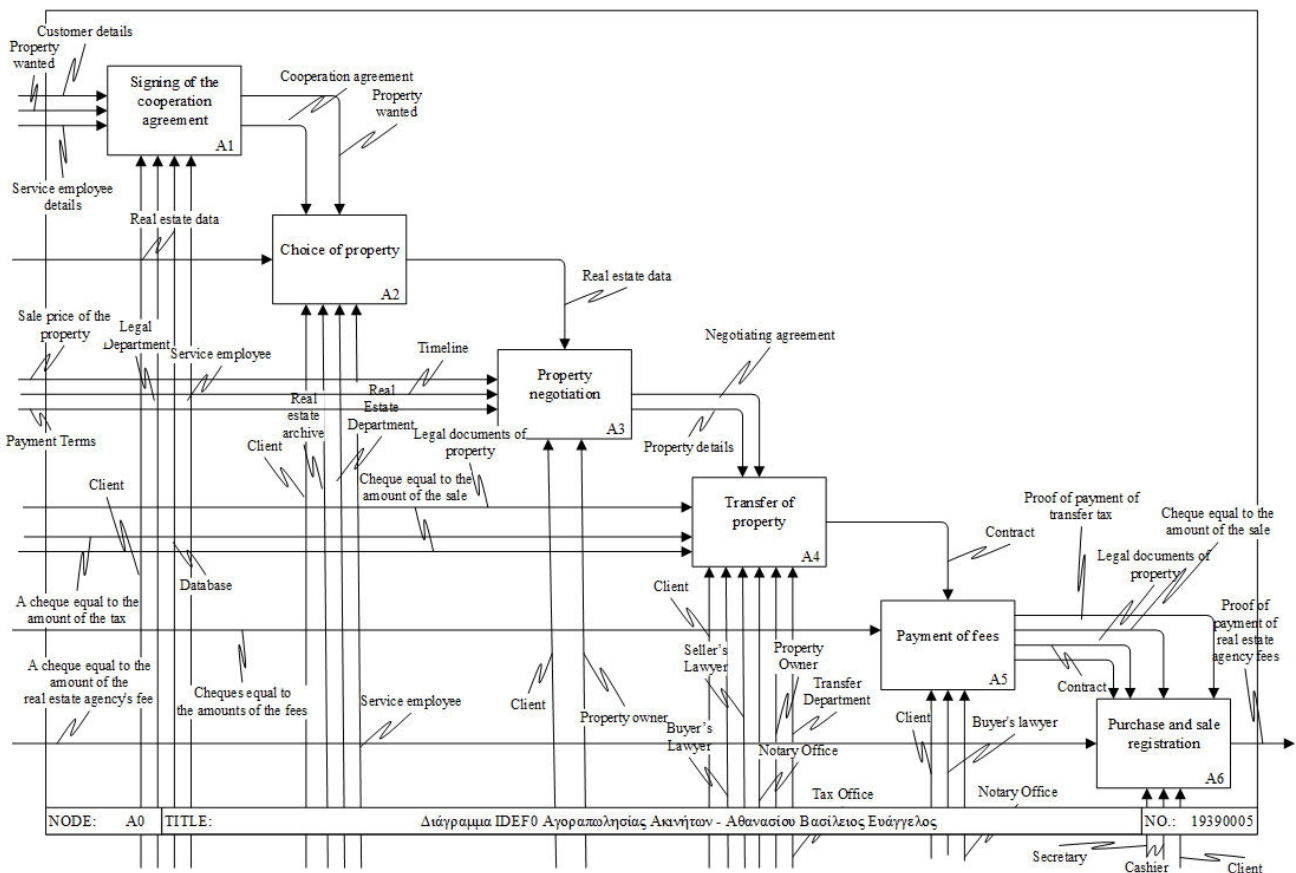 Customer details
Property
wanted
Signing of the
cooperation
agreement
A1
Cooperation agreement
Property
wanted
Service employee
details
Real estate data
Choice of property
A2
Real estate data
Sale price of the
property
Legal
Department
Service employee
Timeline
Negotiating agreement
Property
negotiation
A3
Payment Terms
Real
estate
archive
Real
Estate
Department
Client
Legal documents of
property
Property details
Client
Cheque equal to the
amount of the sale
Transfer of
property
A4
Contract
Proof of payment of
transfer tax
Cheque equal to the
amount of the sale
Legal documents of
property
A cheque equal to the
amount of the tax
Database
Client
Payment of fees
A5
Proof of
payment of
real estate
agency fees
A cheque equal to the
amount of the
real estate agency's fee
Cheques equal to
the amounts of the fees
Service employee
Client
Property owner
Seller's
Lawyer
Property
Owner
Transfer
Department
Contract
Buyer's
Lawyer
Notary Office
Client
Buyer's lawyer
Purchase and sale
registration
A6
Tax Office
Notary Office
NODE: A0 TITLE: Διάγραμμα IDEF0 Αγοραπωλησίας Ακινήτων - Αθανασίου Βασίλειος Ευάγγελος NO.: 19390005
Secretary
Cashier
Client